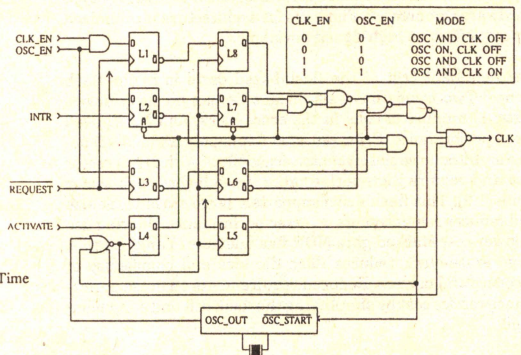 CLK_EN OSC_EN MODE
0 0 OSC AND CLK OFF
0 1 OSC ON, CLK OFF
1 0 OSC AND CLK OFF
1 1 OSC AND CLK ON
CLK_EN
OSC_EN
D L1
D L8
D L2 D
R
D L7 D
R
INTR
D L3
D L6
REQUEST
ACTIVATE
D L4
L5
CLK
Time
OSC_OUT OSC_START